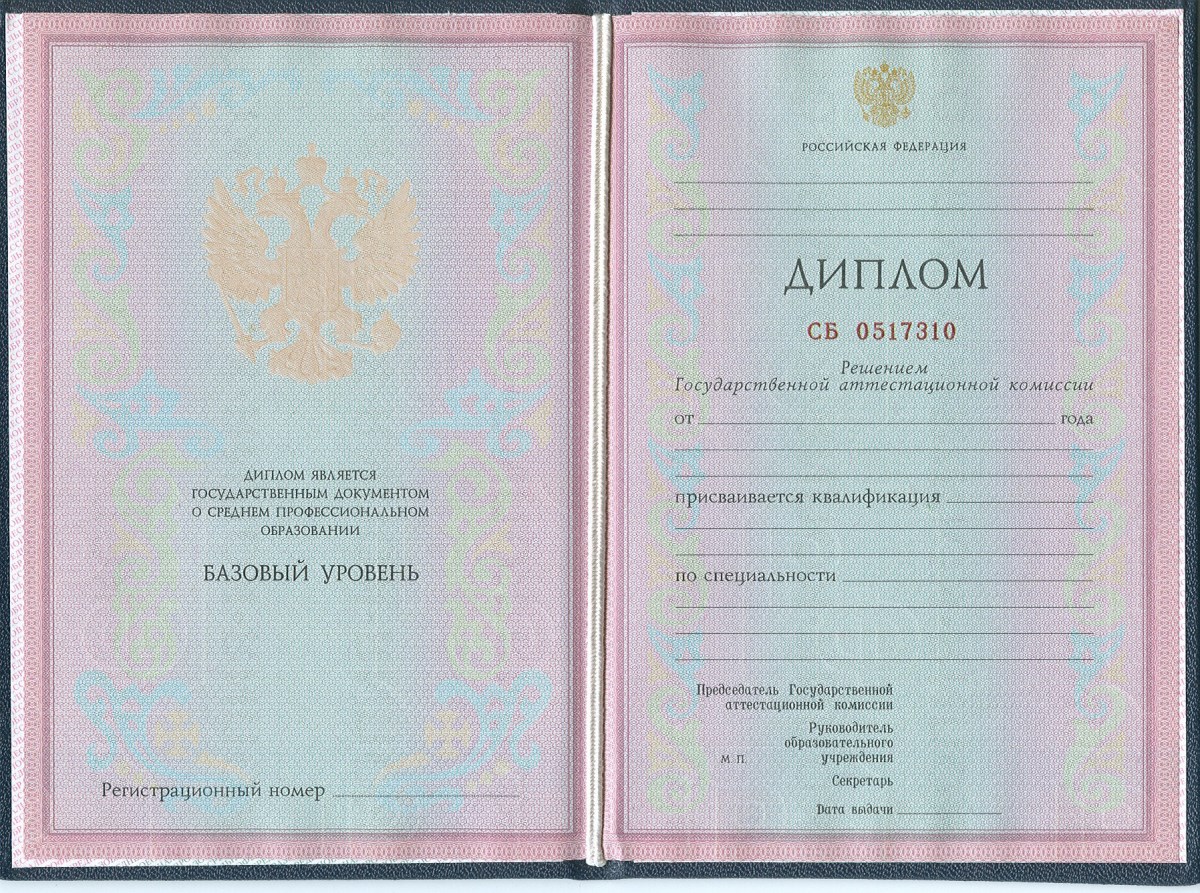 ДИПЛОМ ЯВЛЯЕТСЯ
ГОСУДАРСТВЕННЫМ ДОКУМЕНТОМ
О СРЕДНЕМ ПРОФЕССИОНАЛЬНОМ
ОБРАЗОВАНИИ
БАЗОВЫЙ УРОВЕНЬ
Регистрационный номер
РОССИЙСКАЯ ФЕДЕРАЦИЯ
ДИПЛОМ
СБ 0517310
Решением
Государственной аттестационной комиссии
от года
присваивается квалификация
по специальности
Председатель Государственной
аттестационной комиссии
Руководитель
образовательного
М.П. учреждения
Секретарь
Дата выдачи